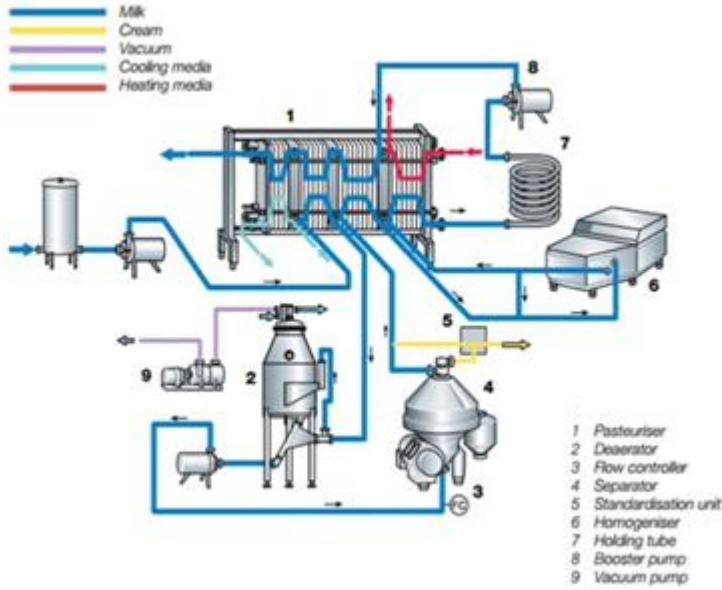 Milk
Cream
Vacuum
Cooling media
Heating media
1
8
7
6
5
4
2
9
3
FC
1 Pasteuriser
2 Deaerator
3 Flow controller
4 Separator
5 Standardisation unit
6 Homogeniser
7 Holding tube
8 Booster pump
9 Vacuum pump